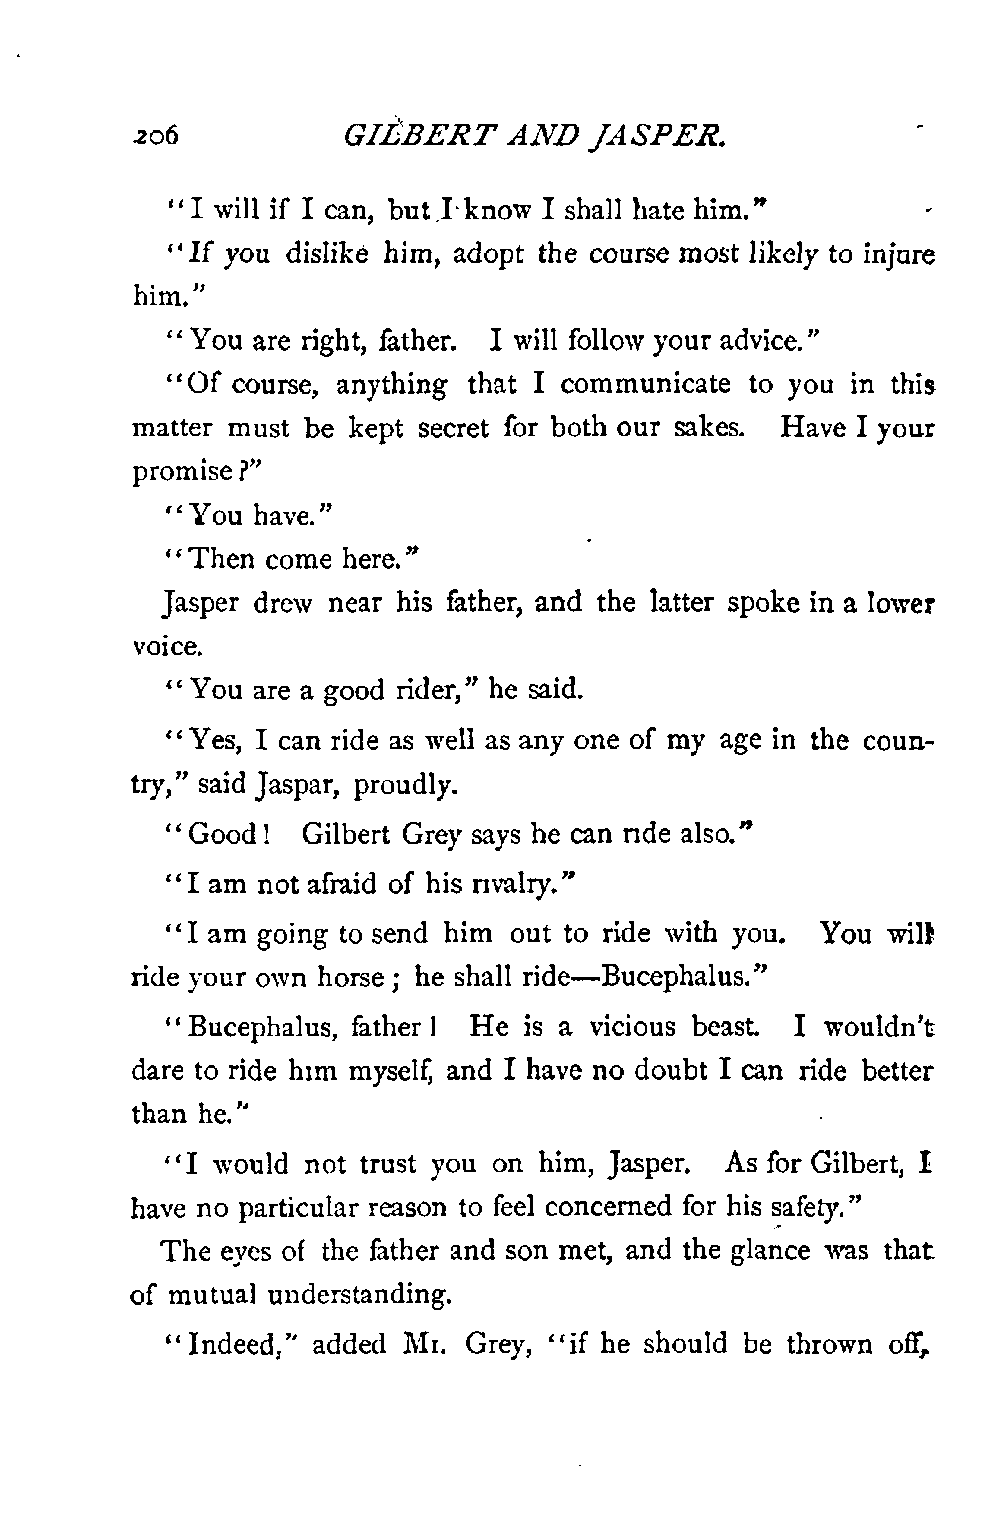 206 GILBERT AND JASPER.
"I will if I can, but I know I shall hate him."
"If you dislike him, adopt the course most likely to injure
him."
"You are right, father. I will follow your advice."
"Of course, anything that I communicate to you in this
matter must be kept secret for both our sakes. Have I your
promise?"
"You have."
"Then come here."
Jasper drew near his father, and the latter spoke in a lower
voice.
"You are a good rider," he said.
"Yes, I can ride as well as any one of my age in the coun-
try," said Jaspar, proudly.
"Good! Gilbert Grey says he can ride also."
"I am not afraid of his rivalry."
"I am going to send him out to ride with you. You will
ride your own horse; he shall ride—Bucephalus."
"Bucephalus, father! He is a vicious beast. I wouldn't
dare to ride him myself, and I have no doubt I can ride better
than he."
"I would not trust you on him, Jasper. As for Gilbert, I
have no particular reason to feel concerned for his safety."
The eyes of the father and son met, and the glance was that
of mutual understanding.
"Indeed," added Mr. Grey, "if he should be thrown off,